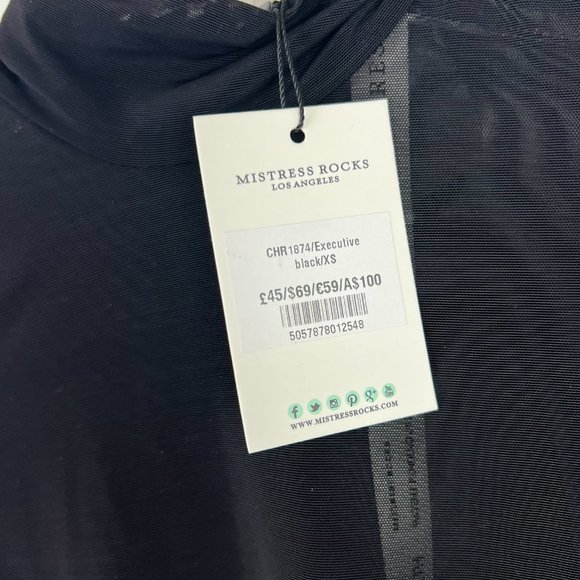 MISTRESS ROCKS
LOS ANGELES
CHR1874/Executive
black/XS
£45/$69/€59/A$100
5057878012548
WWW.MISTRESSROCKS.COM